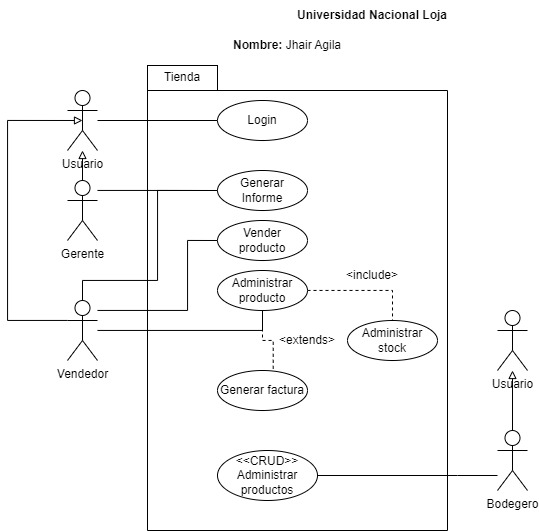 Universidad Nacional Loja
Nombre: Jhair Agila
Tienda
Login
Usuario
Generar
Informe
Gerente
Vender
producto
Administrar
producto
<include>
Administrar
stock
<extends>
Vendedor
Generar factura
Usuario
<<CRUD>>
Administrar
productos
Bodegero